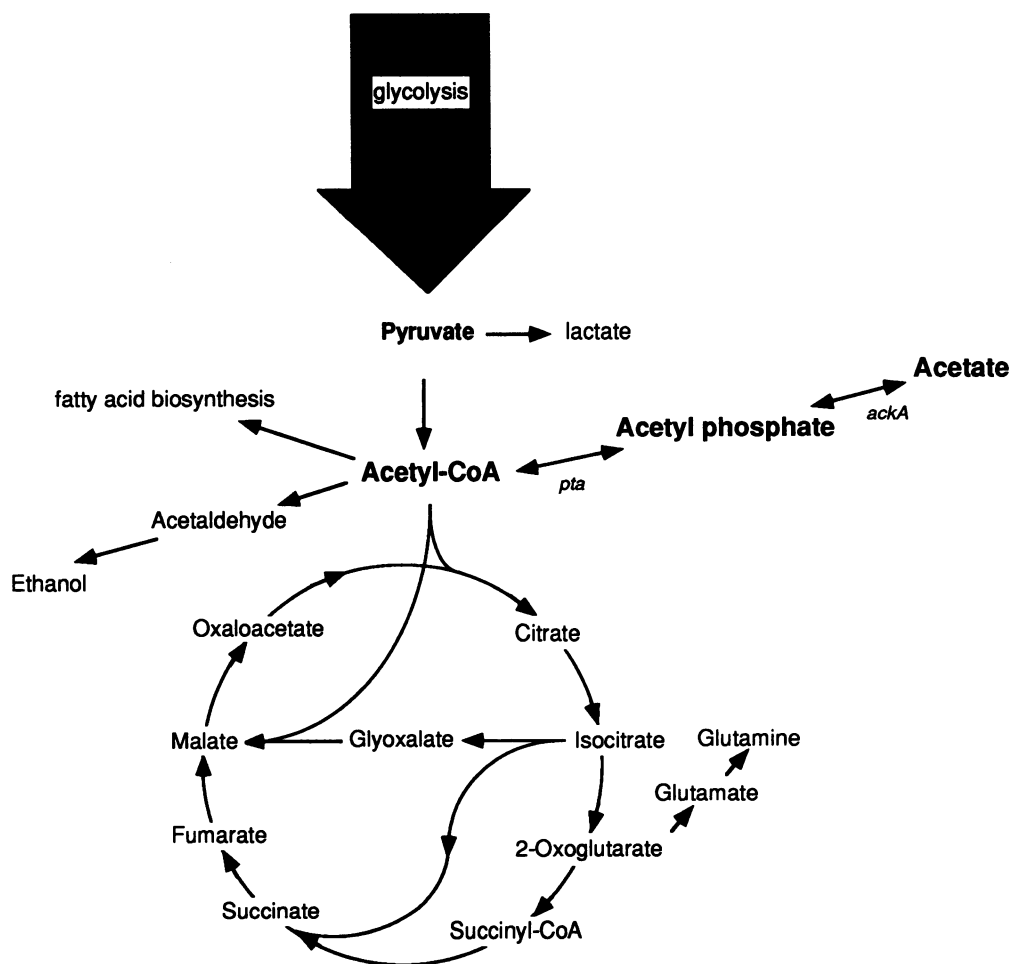 glycolysis
Pyruvate
lactate
Acetate
fatty acid biosynthesis
ackA
Acetyl phosphate
Acetyl-CoA
pta
Acetaldehyde
Ethanol
Oxaloacetate
Citrate
Malate
Glyoxalate
Isocitrate
Glutamine
Glutamate
Fumarate
2-Oxoglutarate
Succinate
Succinyl-CoA